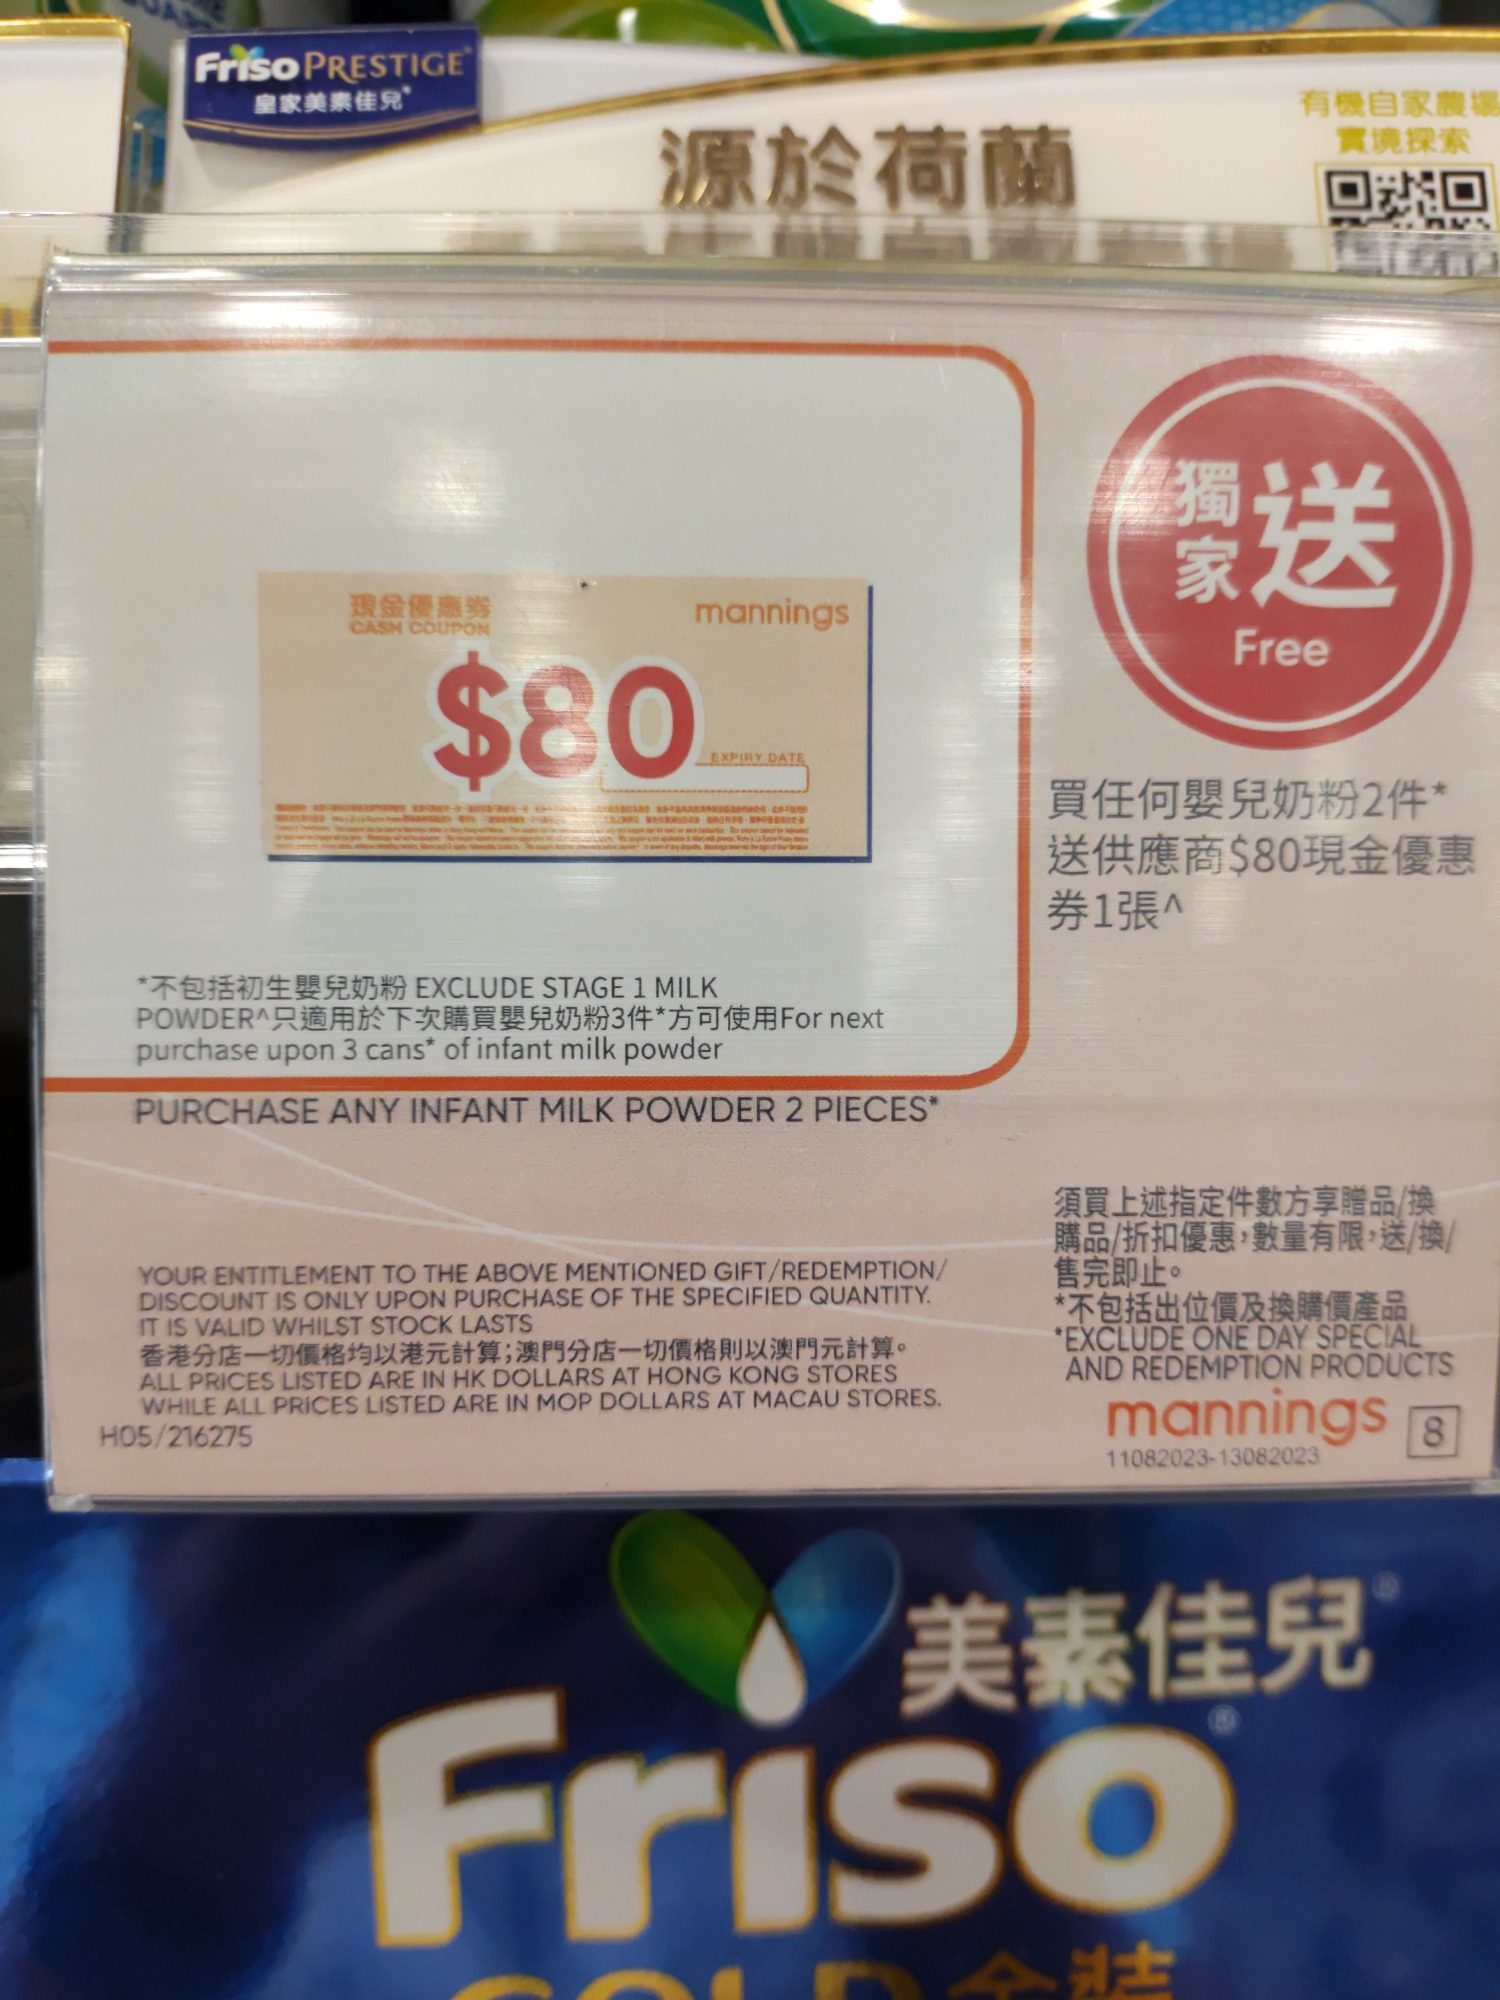 Friso PRESTIGE
皇家美素佳兒
源於荷蘭
有機自家農場
實境探索
獨家送
Free
現金優惠券
CASH COUPON
mannings
$80
EXPIRY DATE
買任何嬰兒奶粉2件*
送供應商$80現金優惠
券1張^
*不包括初生嬰兒奶粉 EXCLUDE STAGE 1 MILK
POWDER^只適用於下次購買嬰兒奶粉3件*方可使用For next
purchase upon 3 cans* of infant milk powder
PURCHASE ANY INFANT MILK POWDER 2 PIECES*
YOUR ENTITLEMENT TO THE ABOVE MENTIONED GIFT/REDEMPTION/
DISCOUNT IS ONLY UPON PURCHASE OF THE SPECIFIED QUANTITY.
IT IS VALID WHILST STOCK LASTS
香港分店一切價格均以港元計算;澳門分店一切價格則以澳門元計算。
ALL PRICES LISTED ARE IN HK DOLLARS AT HONG KONG STORES
WHILE ALL PRICES LISTED ARE IN MOP DOLLARS AT MACAU STORES.
H05/216275
須買上述指定件數方享贈品/換
購品/折扣優惠,數量有限,送/換/
售完即止。
*不包括出位價及換購價產品
*EXCLUDE ONE DAY SPECIAL
AND REDEMPTION PRODUCTS
mannings 8
11082023-13082023
美素佳兒®
Friso®
GOLD金裝